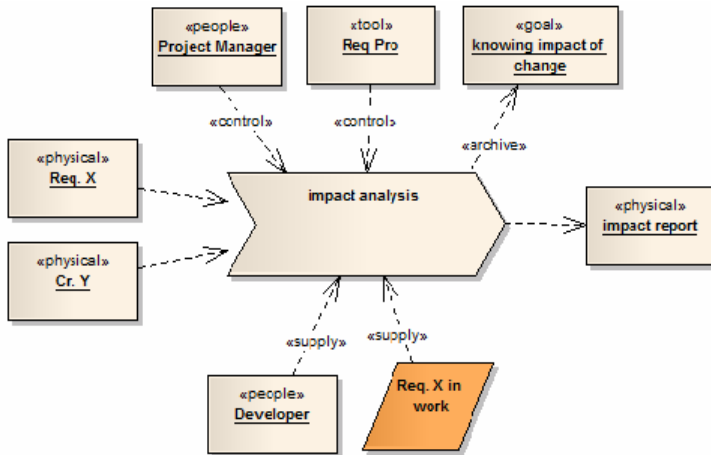 «people»
Project Manager
«tool»
Req Pro
«goal»
knowing impact of
change
«control»
«control»
«archive»
«physical»
Req. X
impact analysis
«physical»
impact report
«physical»
Cr. Y
«supply»
«supply»
«people»
Developer
Req. X in
work